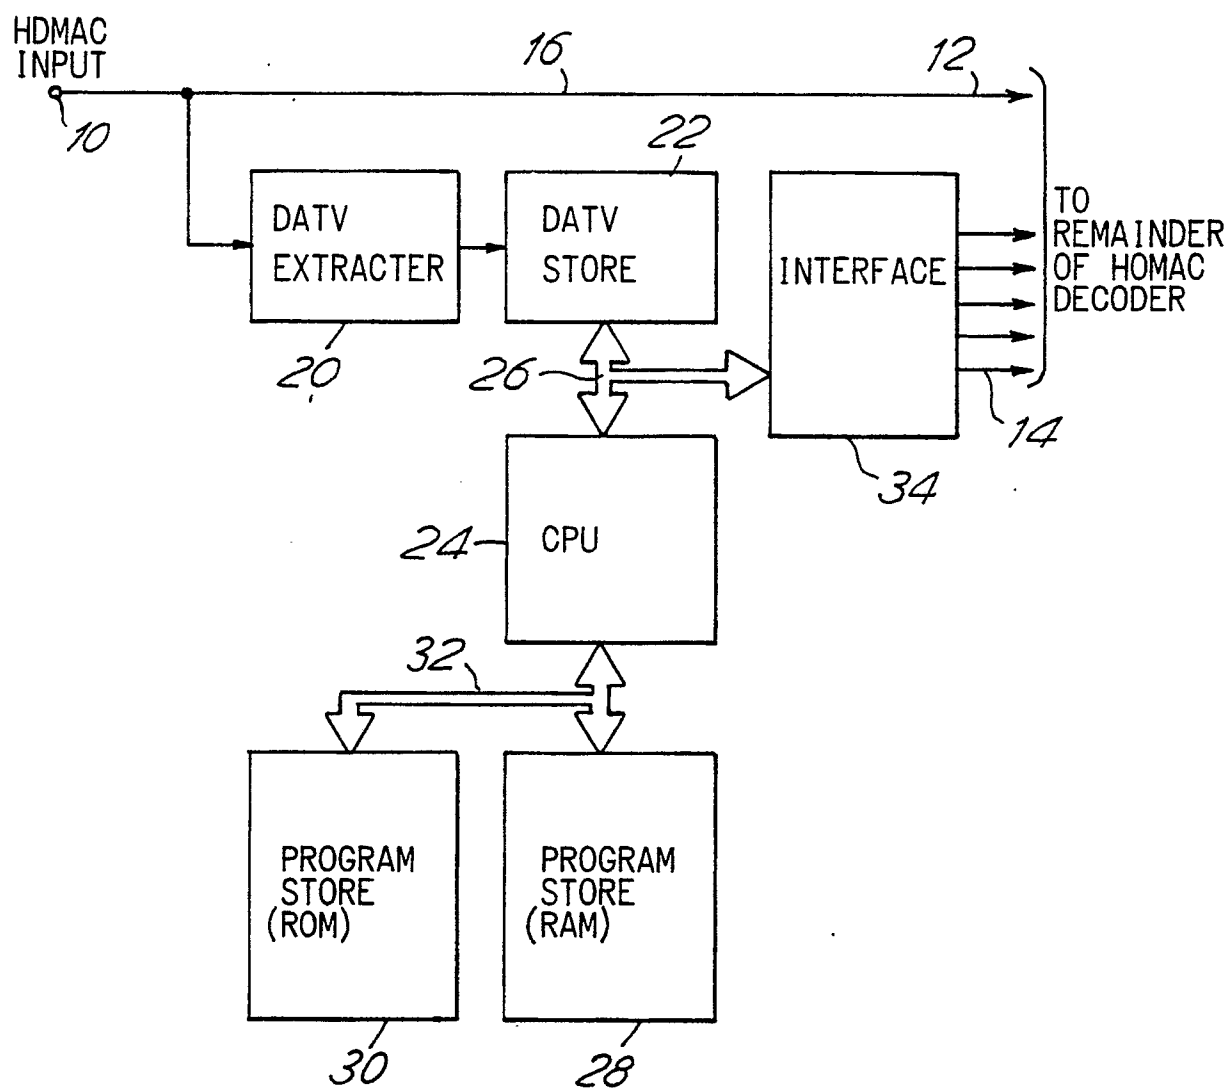 HDMAC
INPUT
10
16
12
22
DATV
EXTRACTER
20
DATV
STORE
INTERFACE
TO
REMAINDER
OF HOMAC
DECODER
26
14
34
24
CPU
32
PROGRAM
STORE
(ROM)
PROGRAM
STORE
(RAM)
30
28